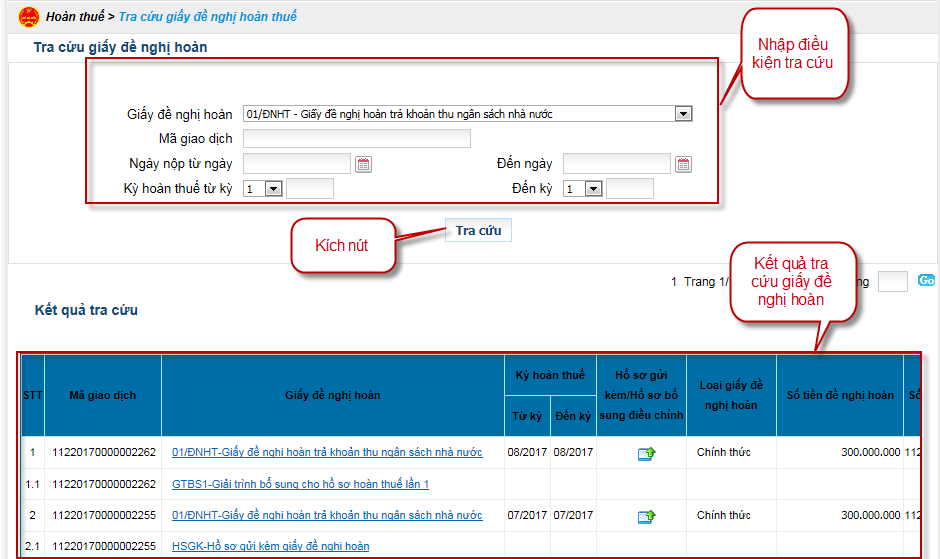 Hoàn thuế > Tra cứu giấy đề nghị hoàn thuế
Tra cứu giấy đề nghị hoàn
Nhập điều
kiện tra cứu
Giấy đề nghị hoàn 01/ĐNHT - Giấy đề nghị hoàn trả khoản thu ngân sách nhà nước
Mã giao dịch
Ngày nộp từ ngày Đến ngày
Kỳ hoàn thuế từ kỳ 1 Đến kỳ 1
Kích nút
Tra cứu
Kết quả tra
cứu giấy đề
nghị hoàn
1 Trang 1/ Go
Kết quả tra cứu
STT Mã giao dịch Giấy đề nghị hoàn Kỳ hoàn thuế Từ kỳ Đến kỳ Hồ sơ gửi
kèm/Hồ sơ bổ
sung điều chỉnh Loại giấy đề
nghị hoàn Số tiền đề nghị hoàn Số
1 11220170000002262 01/ĐNHT-Giấy đề nghị hoàn trả khoản thu ngân sách nhà nước 08/2017 08/2017 Chính thức 300.000.000 112
1.1 11220170000002262 GTBS1-Giải trình bổ sung cho hồ sơ hoàn thuế lần 1
2 11220170000002255 01/ĐNHT-Giấy đề nghị hoàn trả khoản thu ngân sách nhà nước 07/2017 07/2017 Chính thức 300.000.000 112
2.1 11220170000002255 HSGK-Hồ sơ gửi kèm giấy đề nghị hoàn